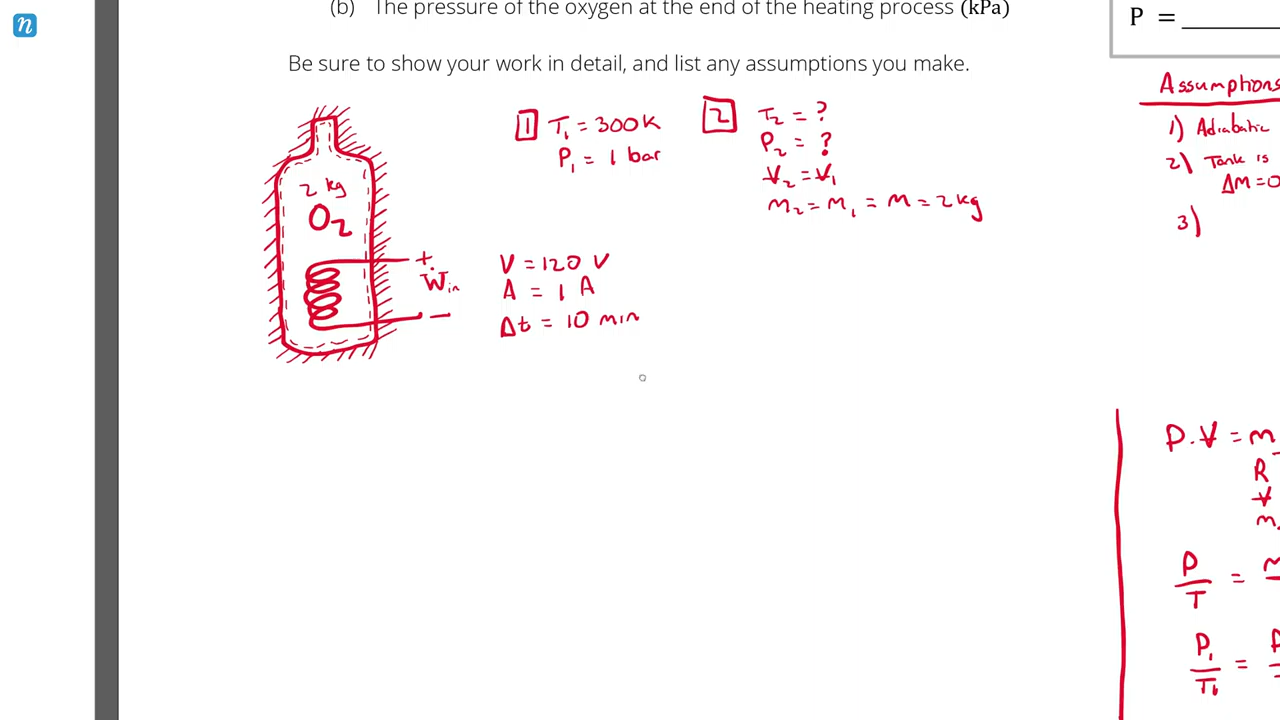 n
(b) The pressure of the oxygen at the end of the heating process (kPa)
P = ______
Be sure to show your work in detail, and list any assumptions you make.
Assumptions
1) Adiabatic
2) Tank is
ΔM=0
3)
1 T₁ = 300K
P₁ = 1 bar
2 T₂ = ?
P₂ = ?
V₂ = V₁
M₂ = M₁ = M = 2 kg
2 kg
O₂
+
Ẇin
−
V = 120 V
A = 1 A
Δt = 10 min
P.V = m
R
V
m
P/T =
P₁/T₁ =